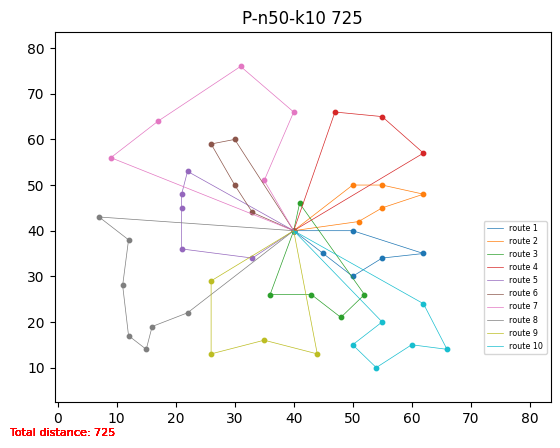 P-n50-k10 725
80
70
60
50
40
30
20
10
0 10 20 30 40 50 60 70 80
route 1
route 2
route 3
route 4
route 5
route 6
route 7
route 8
route 9
route 10
Total distance: 725